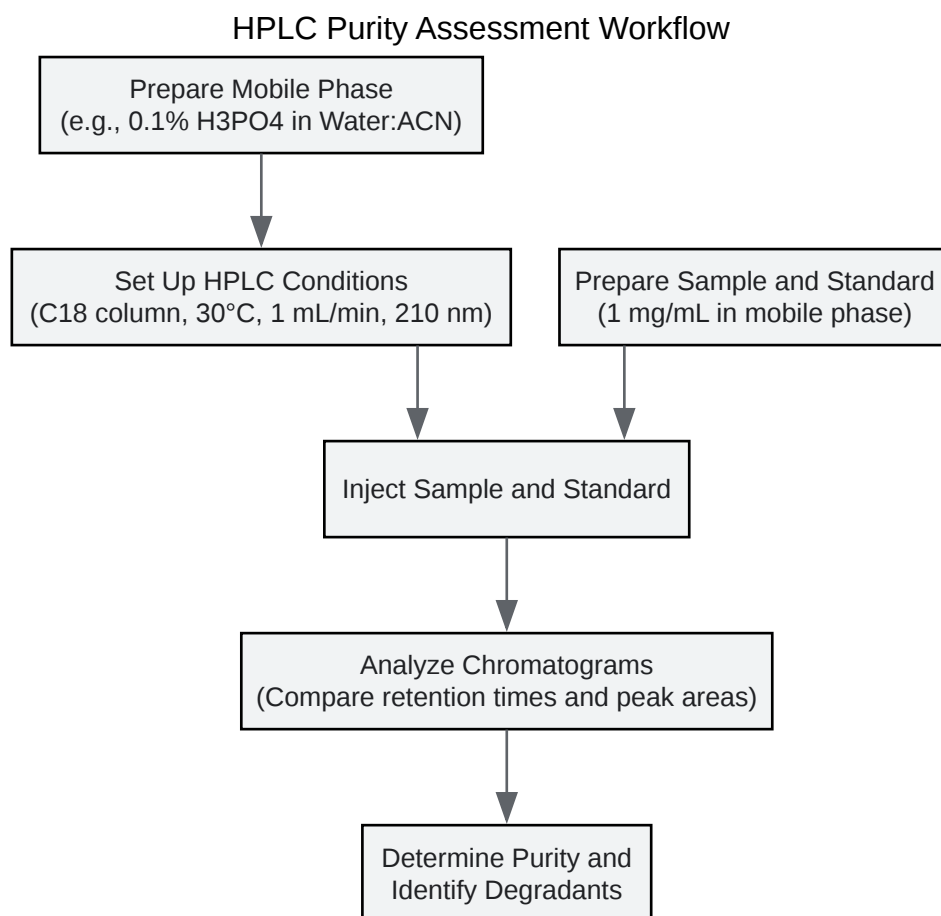 HPLC Purity Assessment Workflow
Prepare Mobile Phase
(e.g., 0.1% H3PO4 in Water:ACN)
Set Up HPLC Conditions
(C18 column, 30°C, 1 mL/min, 210 nm)
Prepare Sample and Standard
(1 mg/mL in mobile phase)
Inject Sample and Standard
Analyze Chromatograms
(Compare retention times and peak areas)
Determine Purity and
Identify Degradants